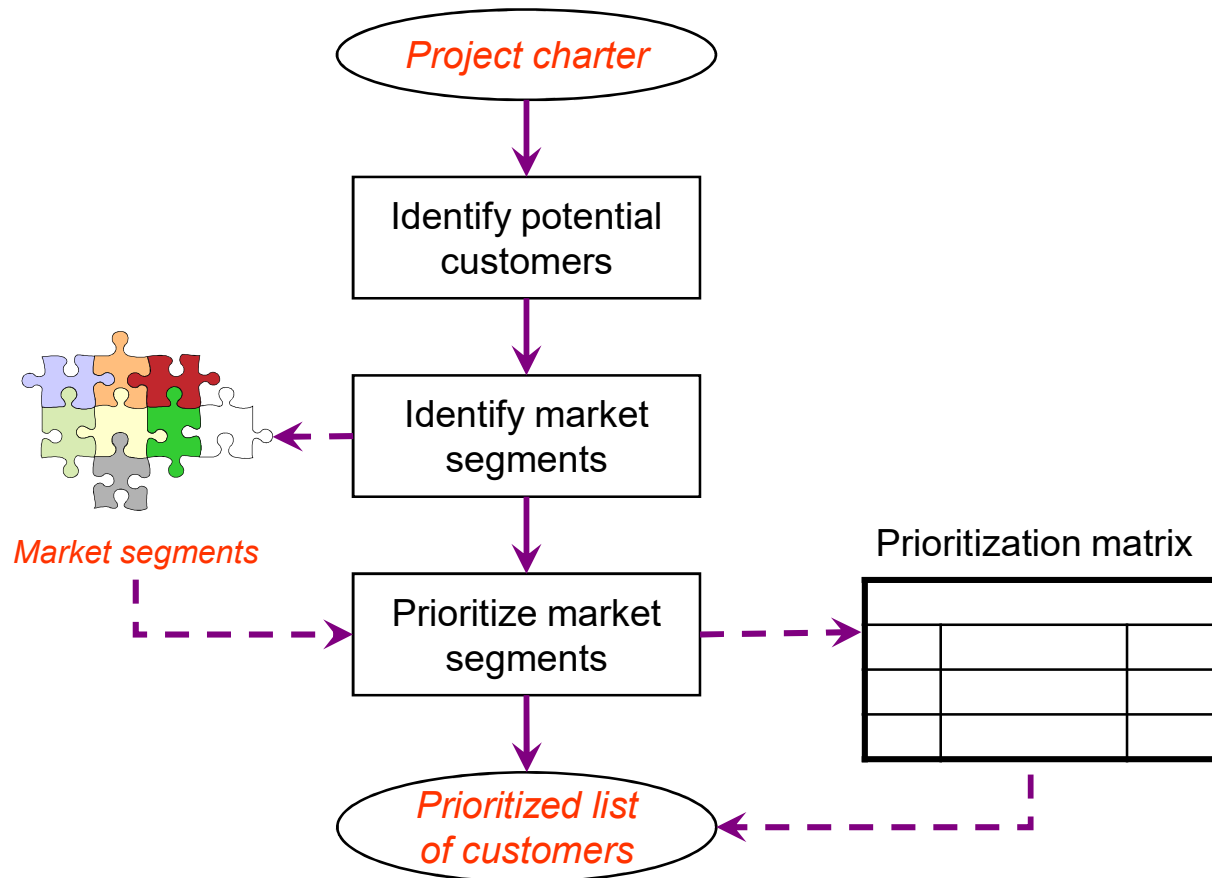 Project charter
Identify potential
customers
Identify market
segments
Market segments
Prioritization matrix
Prioritize market
segments
Prioritized list
of customers